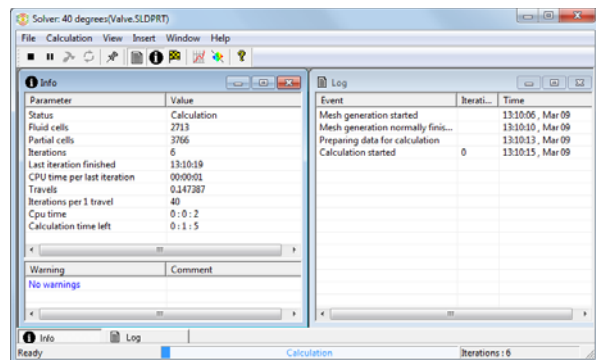 Solver: 40 degrees(Valve.SLDPRT)
File Calculation View Insert Window Help
Info
Parameter Value
Status Calculation
Fluid cells 2713
Partial cells 3766
Iterations 6
Last iteration finished 13:10:19
CPU time per last iteration 00:00:01
Travels 0.147387
Iterations per 1 travel 40
Cpu time 0 : 0 : 2
Calculation time left 0 : 1 : 5
Warning Comment
No warnings
Log
Event Iterati... Time
Mesh generation started 13:10:06 , Mar 09
Mesh generation normally finis... 13:10:10 , Mar 09
Preparing data for calculation 13:10:13 , Mar 09
Calculation started 0 13:10:15 , Mar 09
Info Log
Ready Calculation Iterations : 6